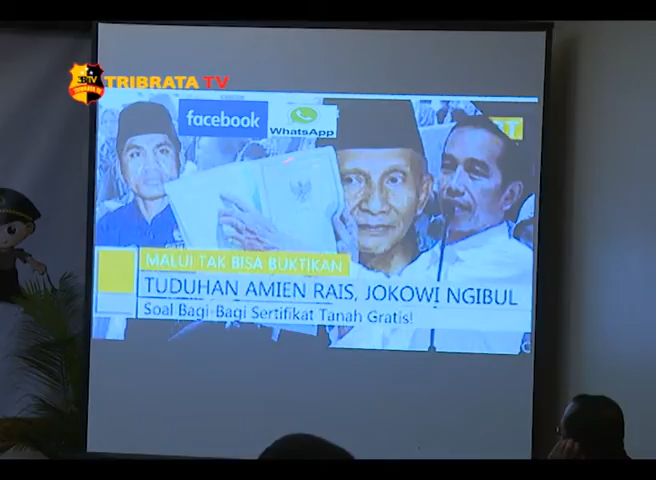 TRIBRATA TV
facebook
WhatsApp
MALU! TAK BISA BUKTIKAN
TUDUHAN AMIEN RAIS, JOKOWI NGIBUL
Soal Bagi-Bagi Sertifikat Tanah Gratis!